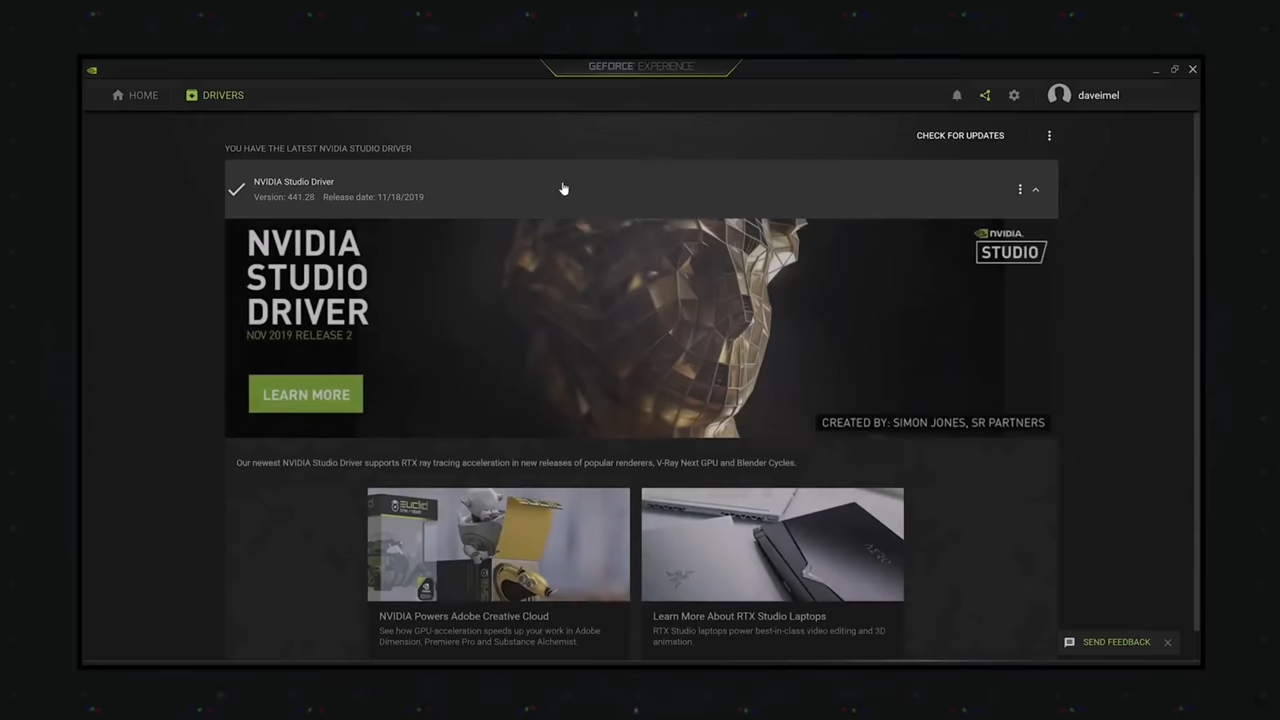 GEFORCE EXPERIENCE
HOME
DRIVERS
daveimel
CHECK FOR UPDATES
YOU HAVE THE LATEST NVIDIA STUDIO DRIVER
NVIDIA Studio Driver
Version: 441.28 Release date: 11/18/2019
NVIDIA
STUDIO
DRIVER
NOV 2019 RELEASE 2
LEARN MORE
NVIDIA.
STUDIO
CREATED BY: SIMON JONES, SR PARTNERS
Our newest NVIDIA Studio Driver supports RTX ray tracing acceleration in new releases of popular renderers, V-Ray Next GPU and Blender Cycles.
euclid
AERO
NVIDIA Powers Adobe Creative Cloud
See how GPU-acceleration speeds up your work in Adobe
Dimension, Premiere Pro and Substance Alchemist.
Learn More About RTX Studio Laptops
RTX Studio laptops power best-in-class video editing and 3D
animation.
SEND FEEDBACK